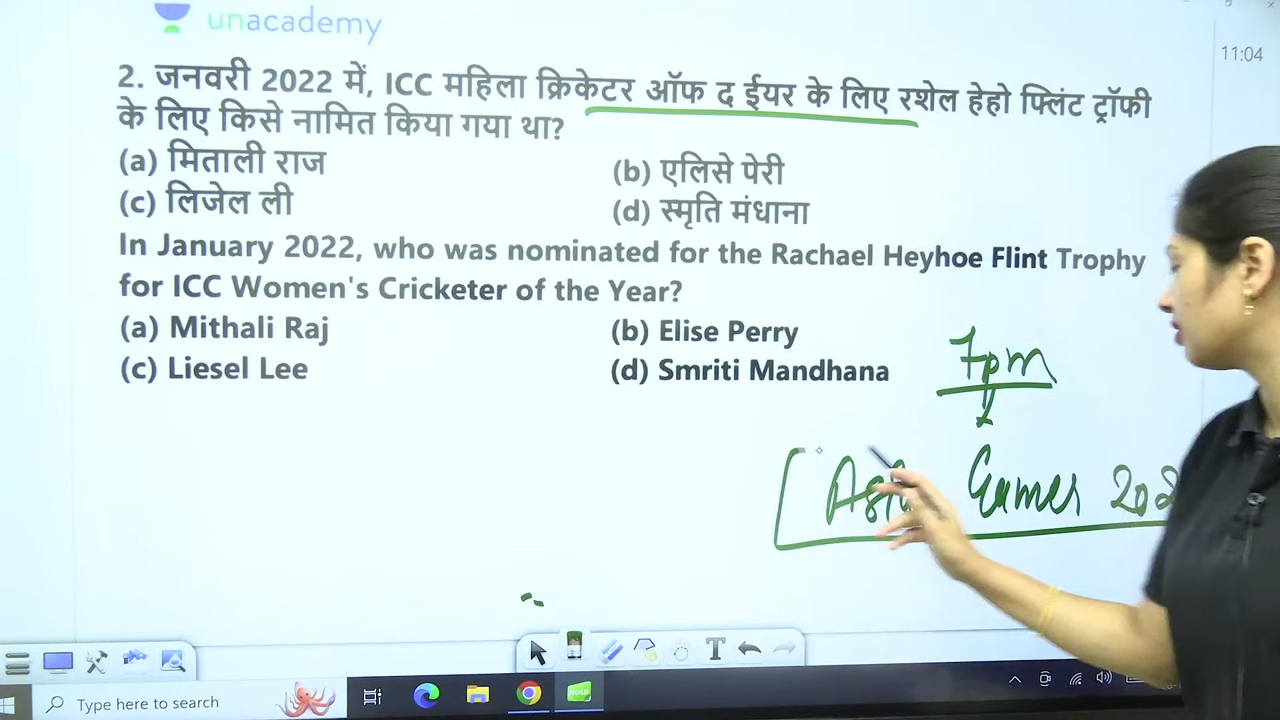 unacademy
11:04
2. जनवरी 2022 में, ICC महिला क्रिकेटर ऑफ द ईयर के लिए रशेल हेहो फ्लिंट ट्रॉफी
के लिए किसे नामित किया गया था?
(a) मिताली राज (b) एलिसे पेरी
(c) लिजेल ली (d) स्मृति मंधाना
In January 2022, who was nominated for the Rachael Heyhoe Flint Trophy
for ICC Women's Cricketer of the Year?
(a) Mithali Raj (b) Elise Perry
(c) Liesel Lee (d) Smriti Mandhana
7pm
Games
Type here to search